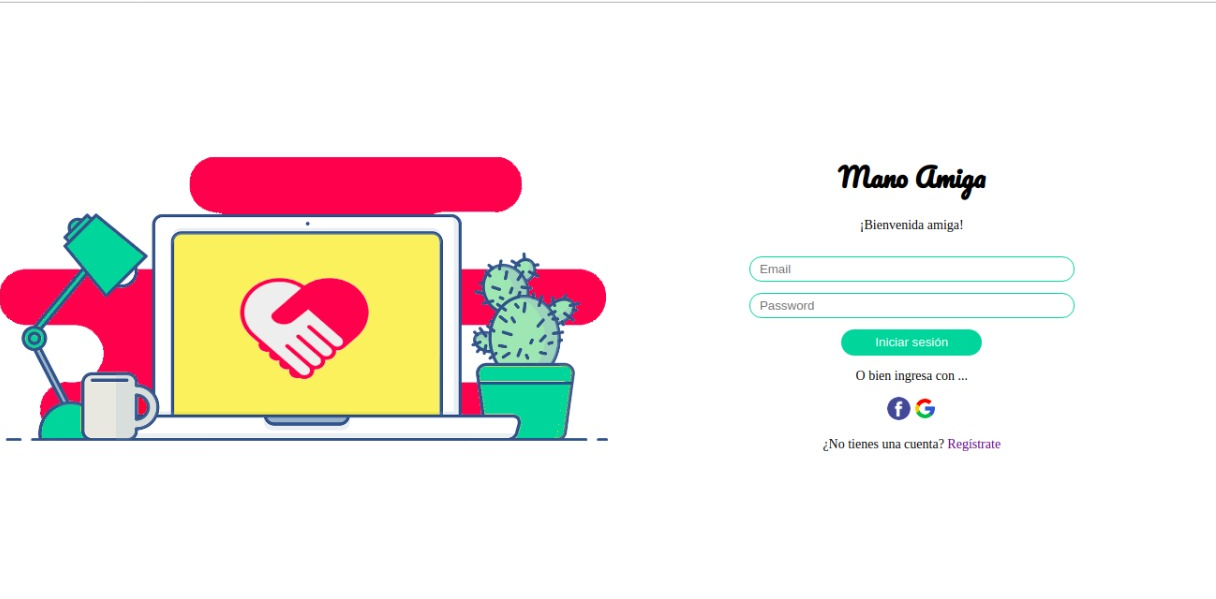 Mano Amiga
¡Bienvenida amiga!
Email
Password
Iniciar sesión
O bien ingresa con ...
¿No tienes una cuenta? Regístrate